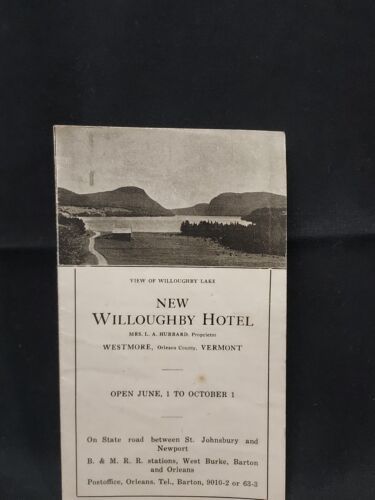 VIEW OF WILLOUGHBY LAKE
NEW
WILLOUGHBY HOTEL
MRS. L. A. HUBBARD, Proprietor
WESTMORE, Orleans County, VERMONT
OPEN JUNE, 1 TO OCTOBER 1
On State road between St. Johnsbury and
Newport
B. & M. R. R. stations, West Burke, Barton
and Orleans
Postoffice, Orleans. Tel., Barton, 9010-2 or 63-3